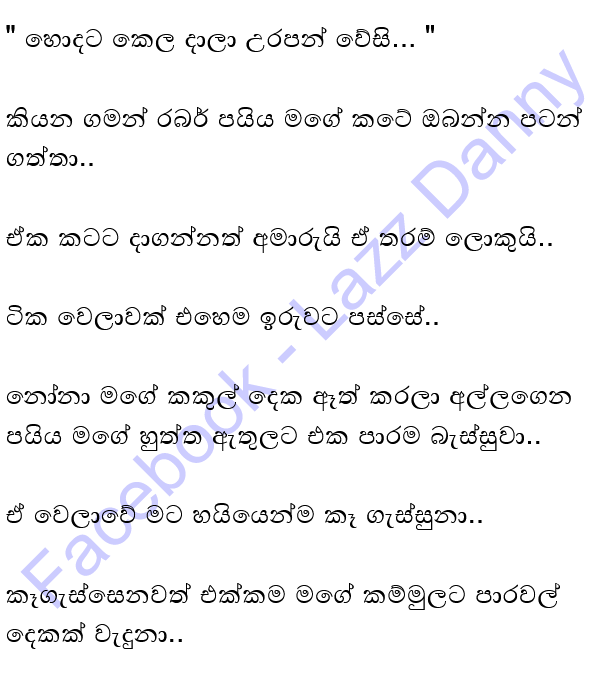 " හොදට කෙල දාලා උරපන් වේසි... "
කියන ගමන් රබර් පයිය මගේ කටේ ඔබන්න පටන්
ගත්තා..
ඒක කටට දාගන්නත් අමාරුයි ඒ තරම් ලොකුයි..
ටික වෙලාවක් එහෙම ඉරුවට පස්සේ..
නෝනා මගේ කකුල් දෙක ඈත් කරලා අල්ලගෙන
පයිය මගේ හුත්ත ඇතුලට එක පාරම බැස්සුවා..
ඒ වෙලාවේ මට හයියෙන්ම කෑ ගැස්සුනා..
කෑගැස්සෙනවත් එක්කම මගේ කම්මුලට පාරවල්
දෙකක් වැදුනා..
Facebook - Lazz Danny